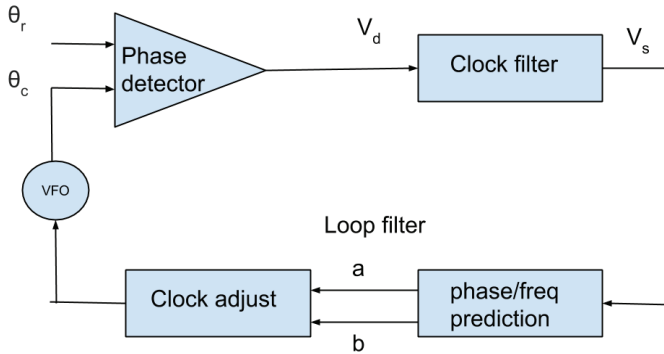 θr
Vd
Vs
Phase
detector
Clock filter
θc
VFO
Loop filter
a
Clock adjust
phase/freq
prediction
b